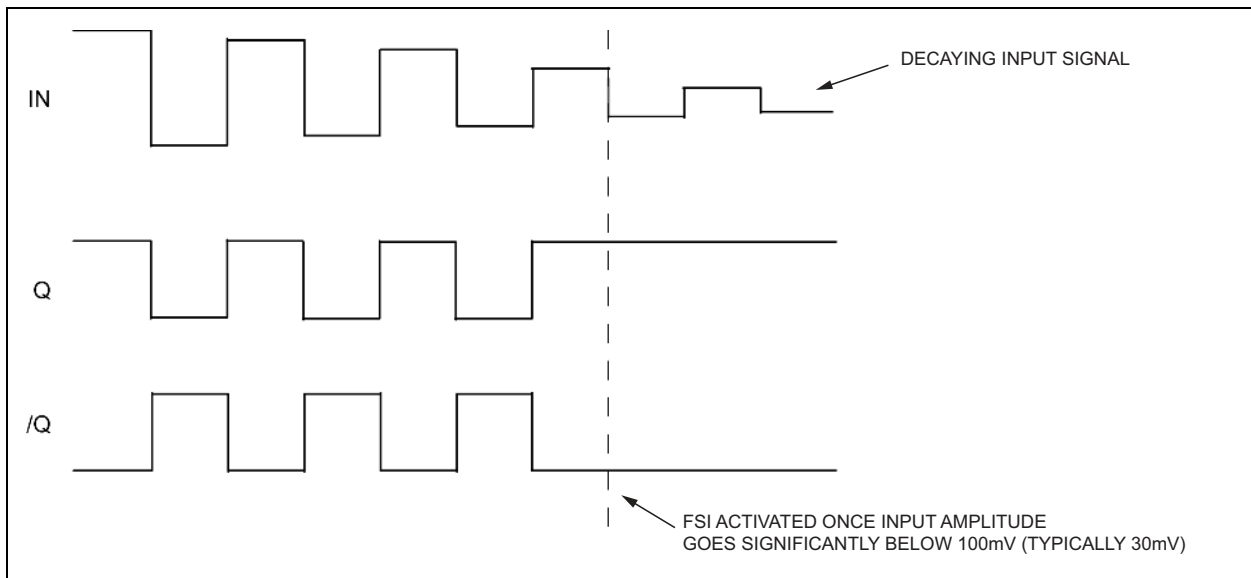 IN
DECAYING INPUT SIGNAL
Q
/Q
FSI ACTIVATED ONCE INPUT AMPLITUDE
GOES SIGNIFICANTLY BELOW 100mV (TYPICALLY 30mV)